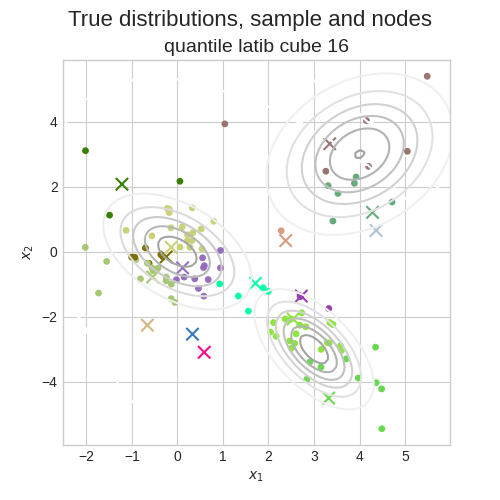 True distributions, sample and nodes
quantile latib cube 16
x2
4
2
0
−2
−4
−2 −1 0 1 2 3 4 5
x1